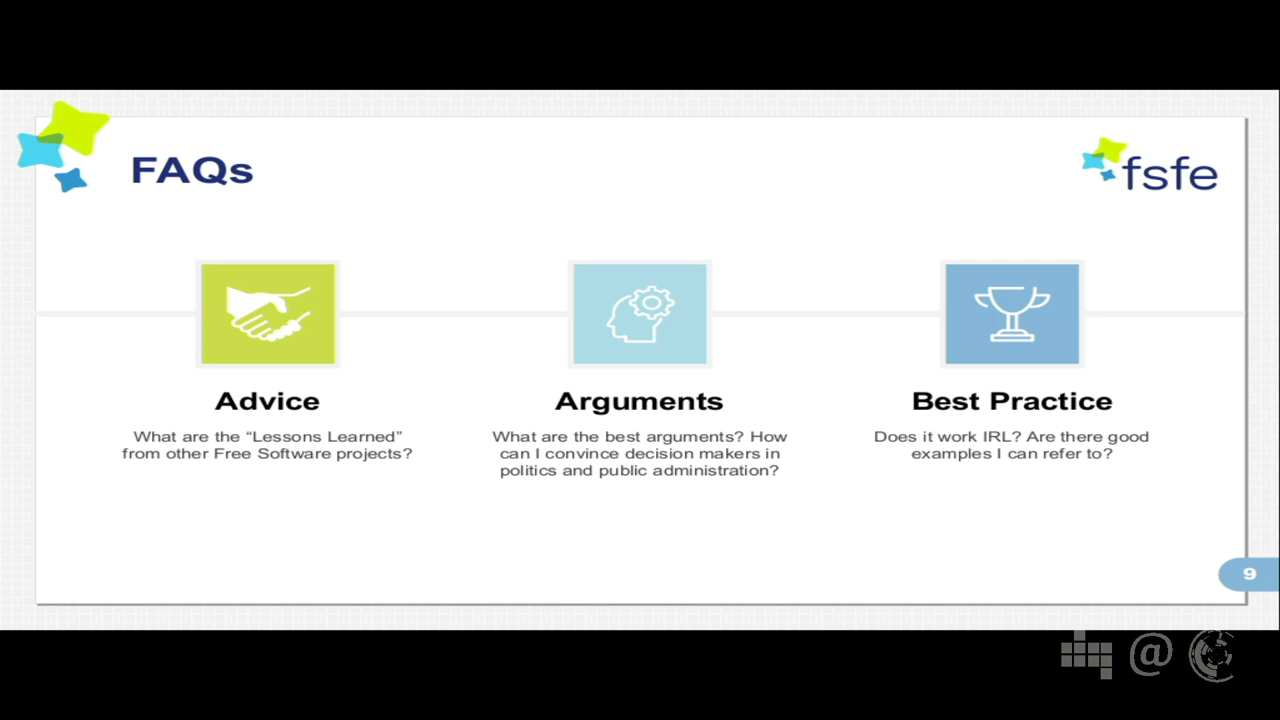 FAQs
fsfe
Advice
What are the “Lessons Learned”
from other Free Software projects?
Arguments
What are the best arguments? How
can I convince decision makers in
politics and public administration?
Best Practice
Does it work IRL? Are there good
examples I can refer to?
9
@